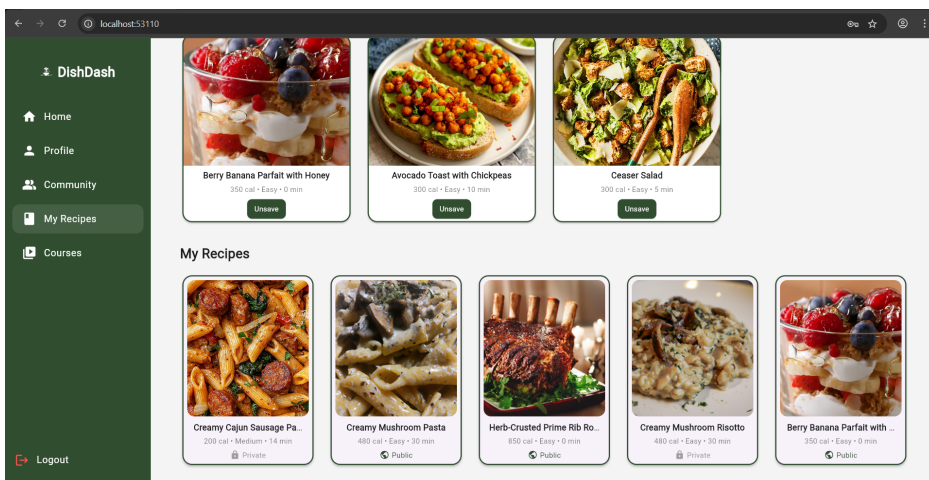 localhost:53110
DishDash
Home
Profile
Community
My Recipes
Courses
Logout
Berry Banana Parfait with Honey
350 cal • Easy • 0 min
Unsave
Avocado Toast with Chickpeas
300 cal • Easy • 10 min
Unsave
Ceaser Salad
300 cal • Easy • 5 min
Unsave
My Recipes
Creamy Cajun Sausage Pa...
200 cal • Medium • 14 min
Private
Creamy Mushroom Pasta
480 cal • Easy • 30 min
Public
Herb-Crusted Prime Rib Ro...
850 cal • Easy • 0 min
Public
Creamy Mushroom Risotto
480 cal • Easy • 30 min
Private
Berry Banana Parfait with ...
350 cal • Easy • 0 min
Public